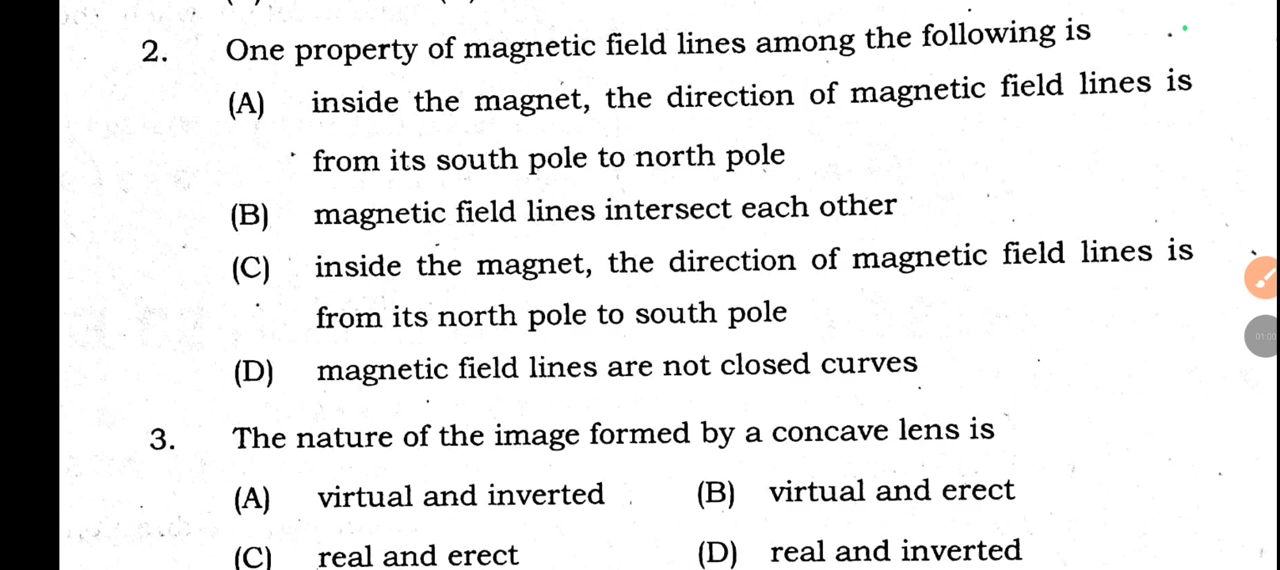 2. One property of magnetic field lines among the following is
(A) inside the magnet, the direction of magnetic field lines is
from its south pole to north pole
(B) magnetic field lines intersect each other
(C) inside the magnet, the direction of magnetic field lines is
from its north pole to south pole
(D) magnetic field lines are not closed curves
3. The nature of the image formed by a concave lens is
(A) virtual and inverted (B) virtual and erect
(C) real and erect (D) real and inverted